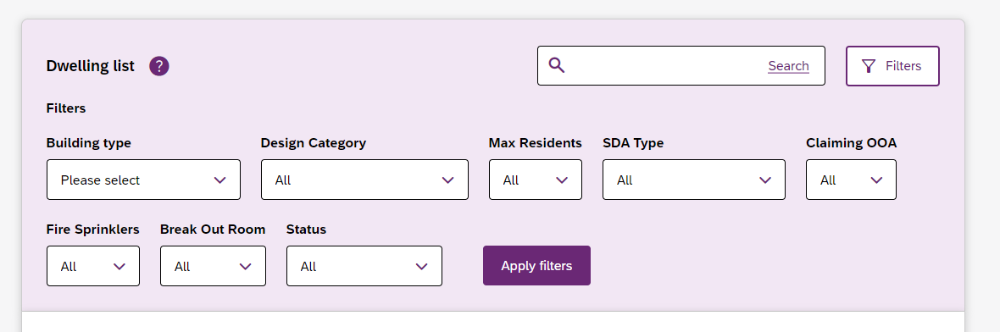 Dwelling list ? Search Filters
Filters
Building type Design Category Max Residents SDA Type Claiming OOA
Please select All All All All
Fire Sprinklers Break Out Room Status
All All All Apply filters